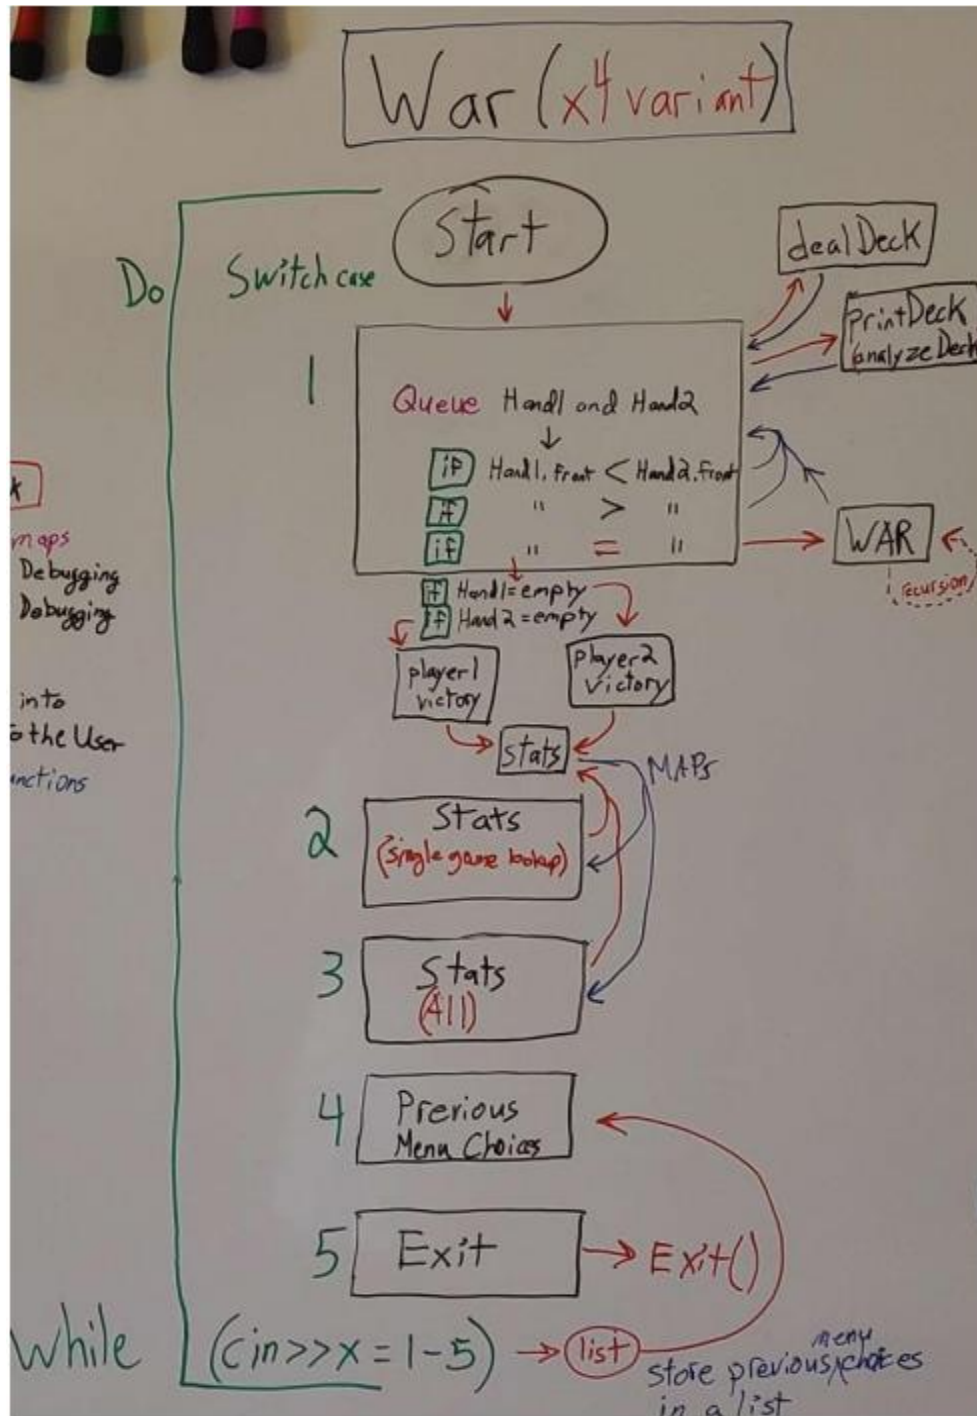 War (x4 variant)
Start
Do
Switch case
dealDeck
printDeck
analyzeDeck
1
Queue Hand1 and Hand2
if Hand1.front < Hand2.front
if " > "
if " = "
WAR
recursion
if Hand1=empty
if Hand2=empty
player1
victory
player2
victory
stats
MAPs
maps
Debugging
Debugging
into
the User
2
Stats
(single game lookup)
3
Stats
(All)
4
Previous
Menu Choices
5
Exit
Exit()
While
(cin>>x=1-5)
list
store previous menu choices
in a list